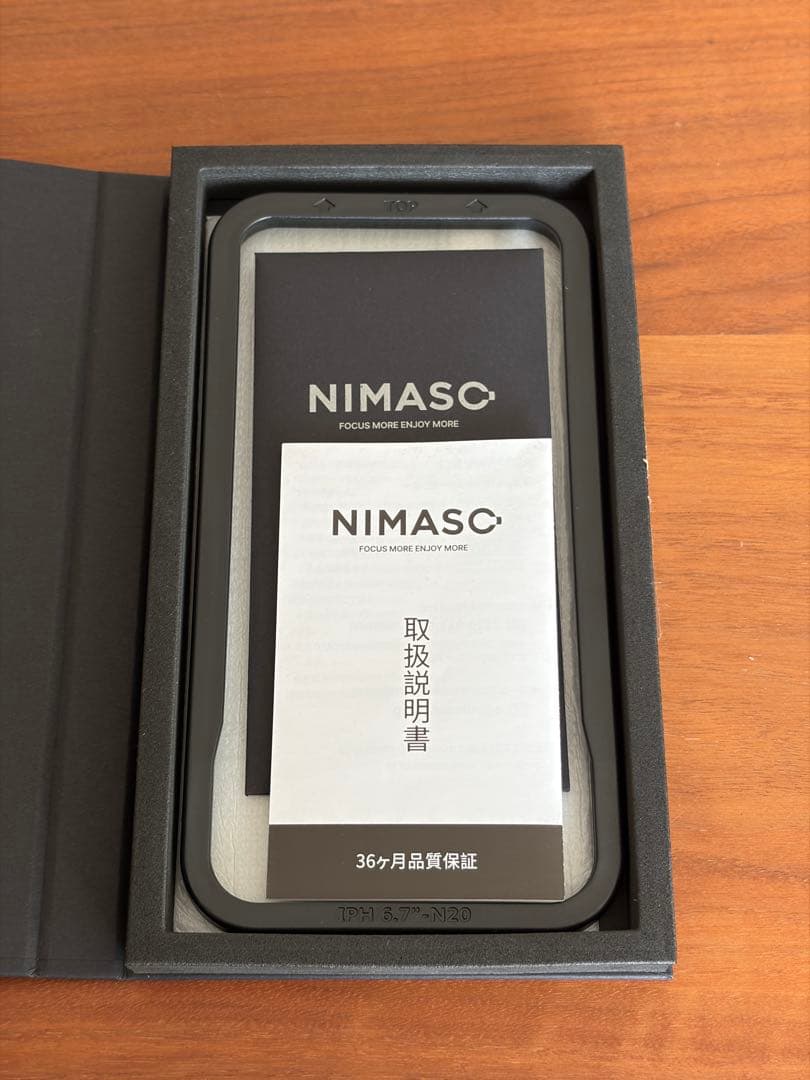 TOP
NIMASO
FOCUS MORE ENJOY MORE
NIMASO
FOCUS MORE ENJOY MORE
取扱説明書
36ヶ月品質保証
IPH 6.7"-N20